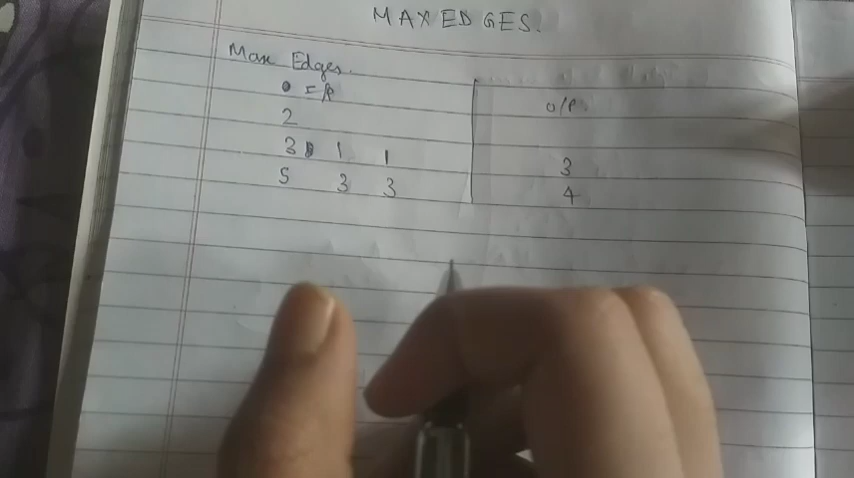 MAX EDGES.
Max Edges.
O/P.
2
3 1 1 3
5 3 3 4